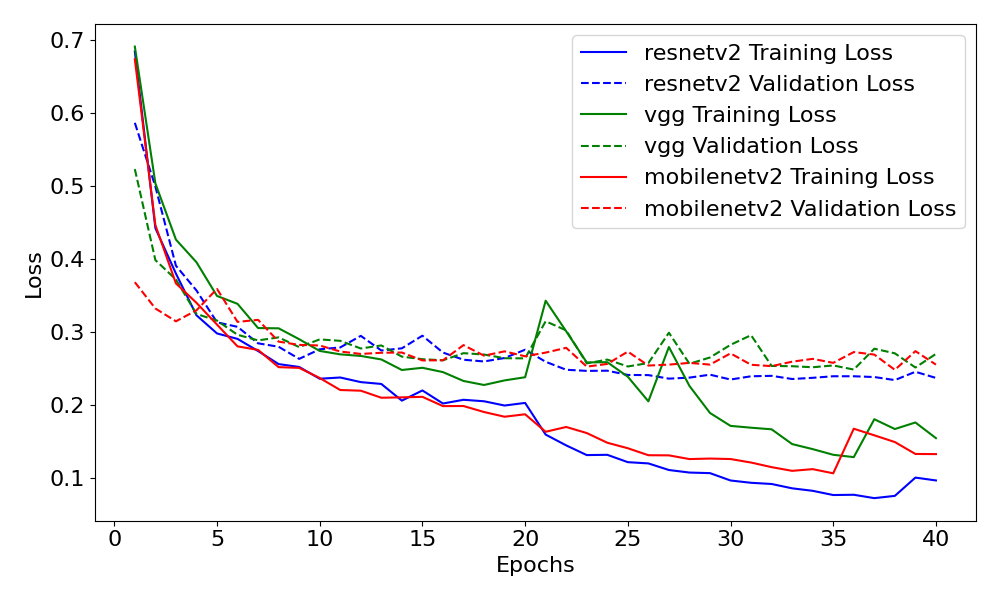 0.7
0.6
0.5
0.4
0.3
0.2
0.1
Loss
resnetv2 Training Loss
resnetv2 Validation Loss
vgg Training Loss
vgg Validation Loss
mobilenetv2 Training Loss
mobilenetv2 Validation Loss
0 5 10 15 20 25 30 35 40
Epochs